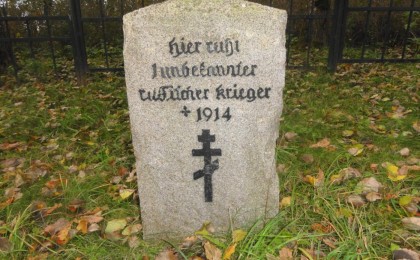 Hier ruht
1 unbekannter
russischer Krieger
+ 1914